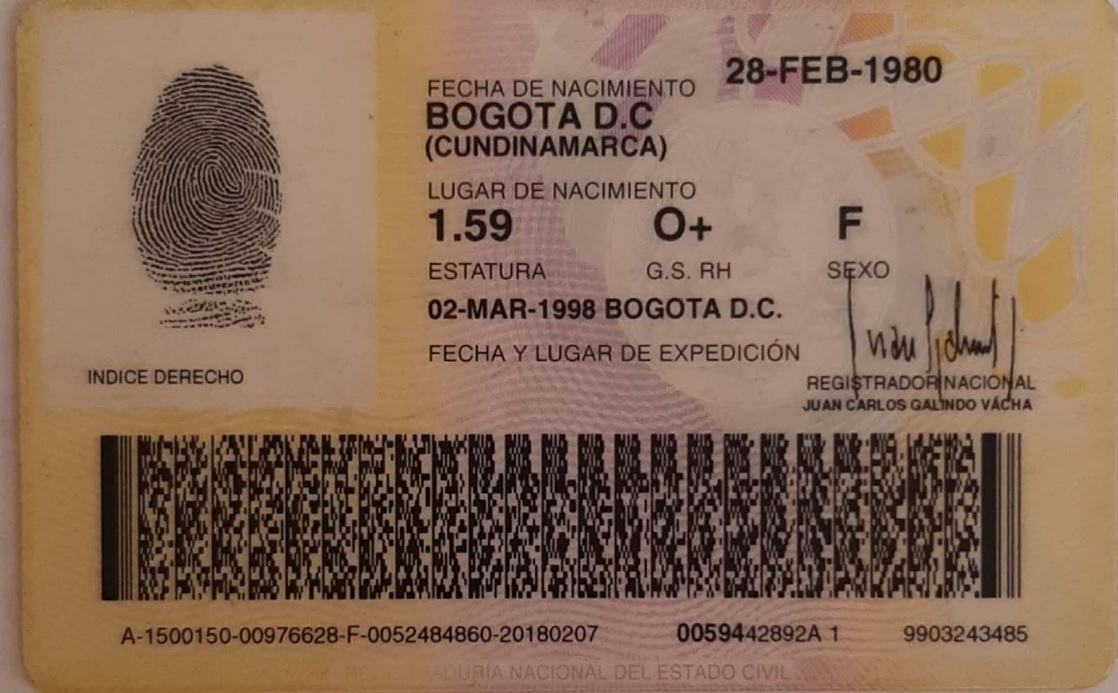 28-FEB-1980
FECHA DE NACIMIENTO
BOGOTA D.C
(CUNDINAMARCA)
LUGAR DE NACIMIENTO
1.59 O+ F
ESTATURA G.S. RH SEXO
02-MAR-1998 BOGOTA D.C.
FECHA Y LUGAR DE EXPEDICIÓN
INDICE DERECHO
REGISTRADOR NACIONAL
JUAN CARLOS GALINDO VÁCHA
A-1500150-00976628-F-0052484860-20180207 0059442892A 1 9903243485
NACIONAL DEL ESTADO CIVIL